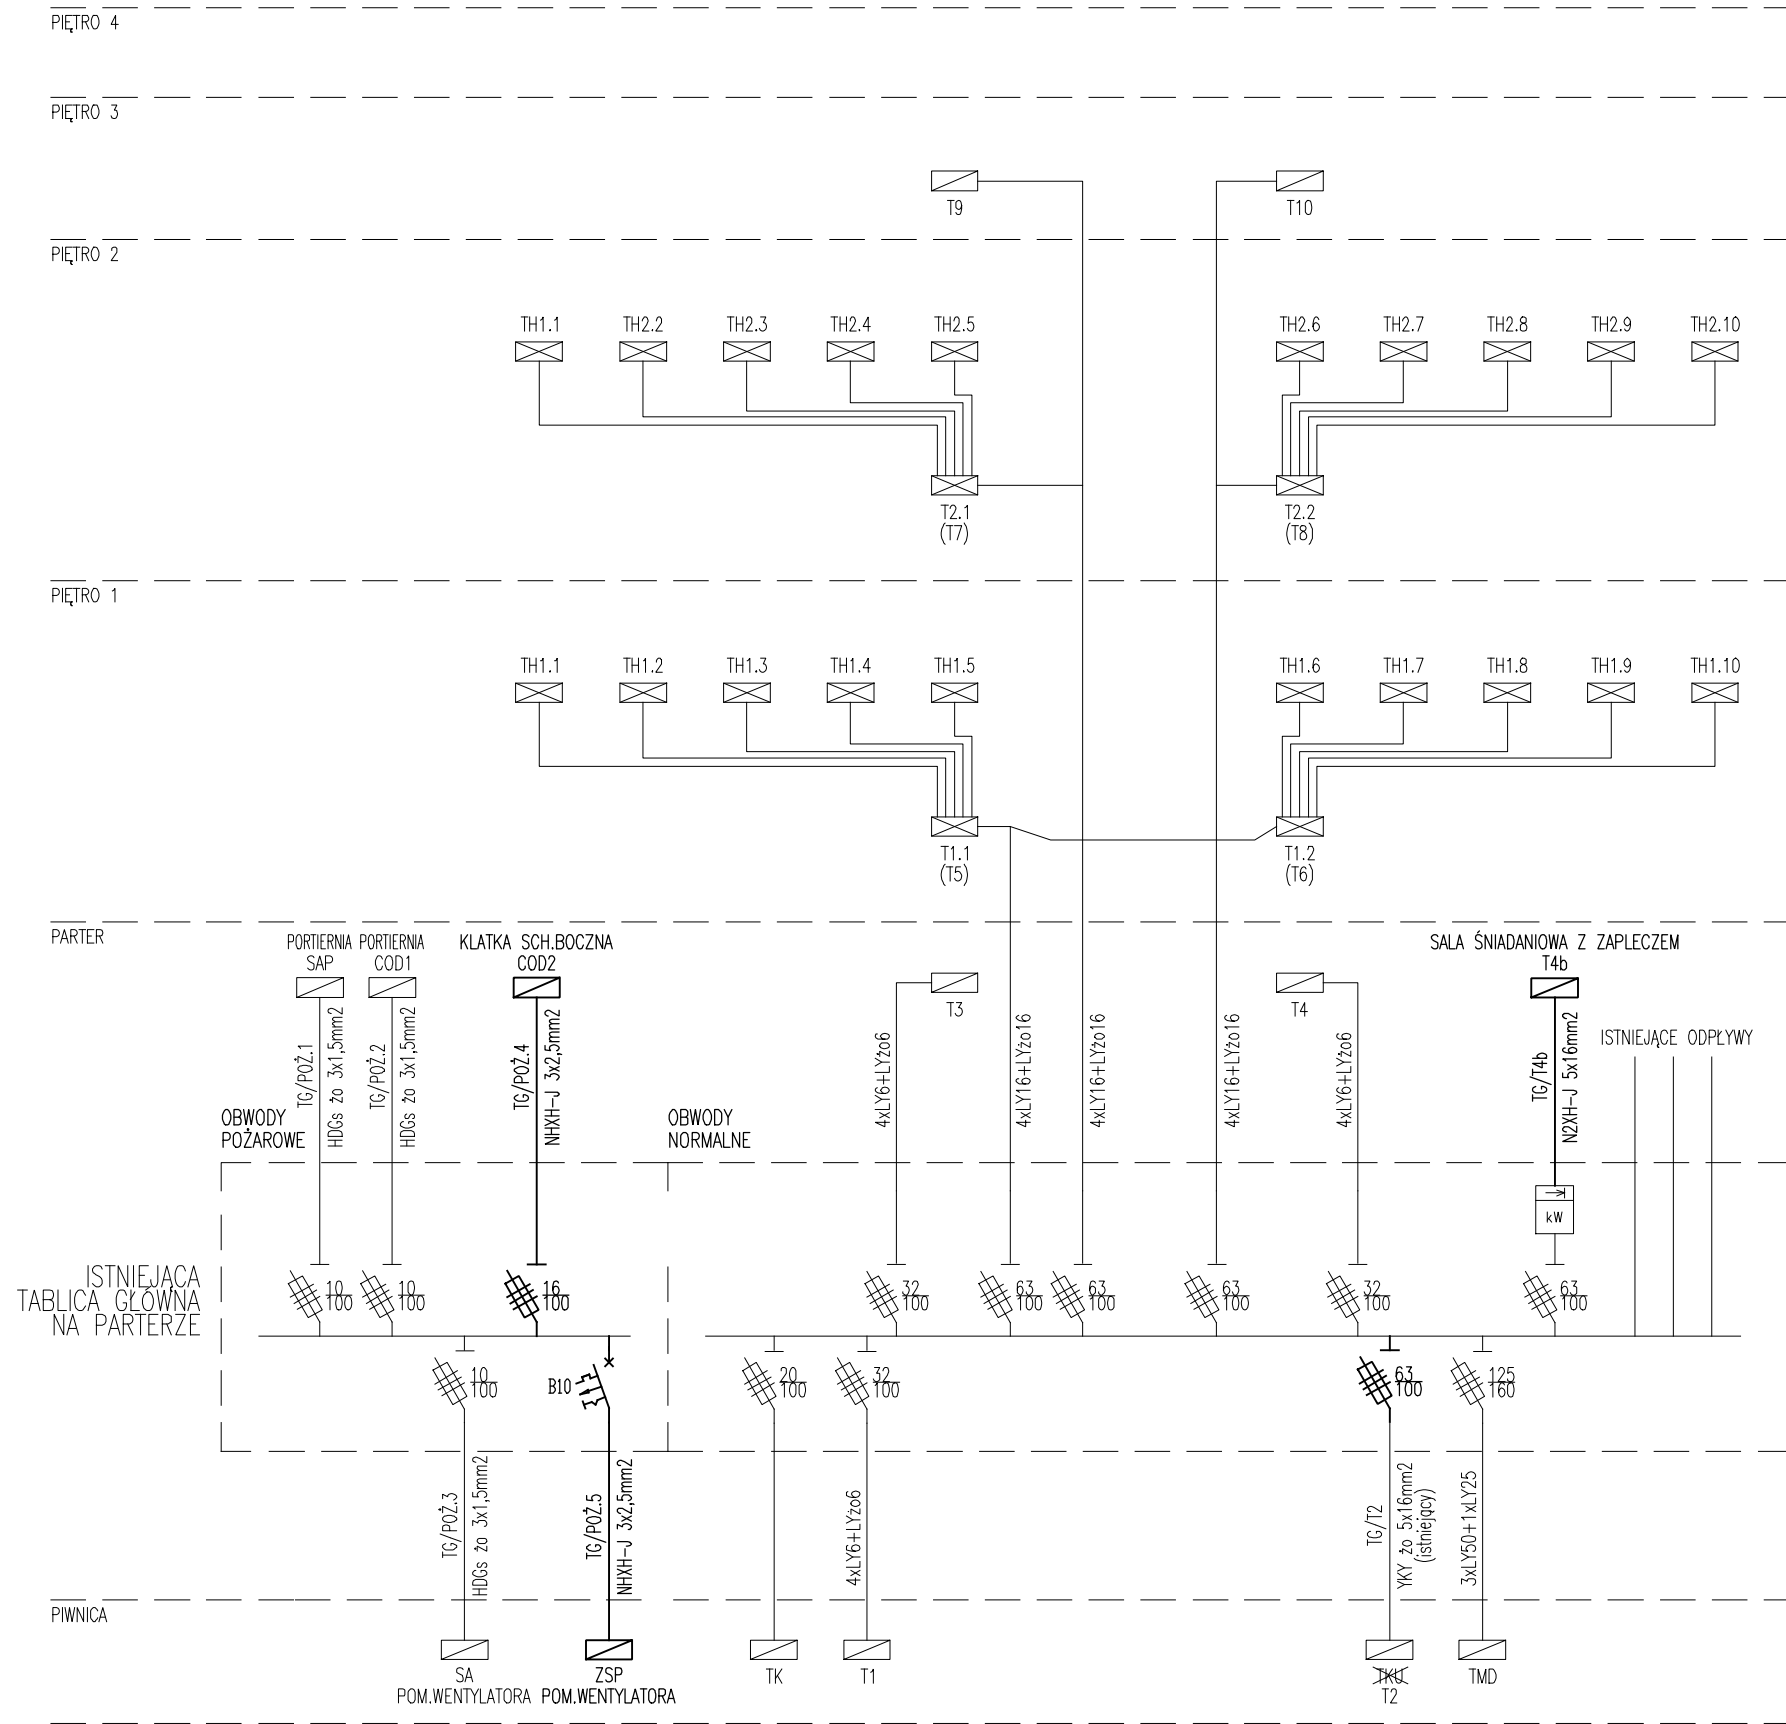 PIĘTRO 4
PIĘTRO 3
T9
T10
PIĘTRO 2
TH1.1
TH2.2
TH2.3
TH2.4
TH2.5
TH2.6
TH2.7
TH2.8
TH2.9
TH2.10
T2.1
(T7)
T2.2
(T8)
PIĘTRO 1
TH1.1
TH1.2
TH1.3
TH1.4
TH1.5
TH1.6
TH1.7
TH1.8
TH1.9
TH1.10
T1.1
(T5)
T1.2
(T6)
PARTER
PORTIERNIA
SAP
PORTIERNIA
COD1
KLATKA SCH.BOCZNA
COD2
SALA ŚNIADANIOWA Z ZAPLECZEM
T4b
T3
T4
ISTNIEJĄCE ODPŁYWY
TG/POŻ.1
HDGs żo 3x1,5mm2
TG/POŻ.2
HDGs żo 3x1,5mm2
TG/POŻ.4
NHXH-J 3x2,5mm2
4xLY6+LYżo6
4xLY16+LYżo16
4xLY16+LYżo16
4xLY16+LYżo16
4xLY6+LYżo6
TG/T4b
N2XH-J 5x16mm2
OBWODY
POŻAROWE
OBWODY
NORMALNE
kW
ISTNIEJĄCA
TABLICA GŁÓWNA
NA PARTERZE
10
100
10
100
16
100
32
100
63
100
63
100
63
100
32
100
63
100
10
100
B10
20
100
32
100
63
100
125
160
TG/POŻ.3
HDGs żo 3x1,5mm2
TG/POŻ.5
NHXH-J 3x2,5mm2
4xLY6+LYżo6
TG/T2
YKY żo 5x16mm2
(istniejący)
3xLY50+1xLY25
PIWNICA
SA
POM.WENTYLATORA
ZSP
POM.WENTYLATORA
TK
T1
TKU
T2
TMD